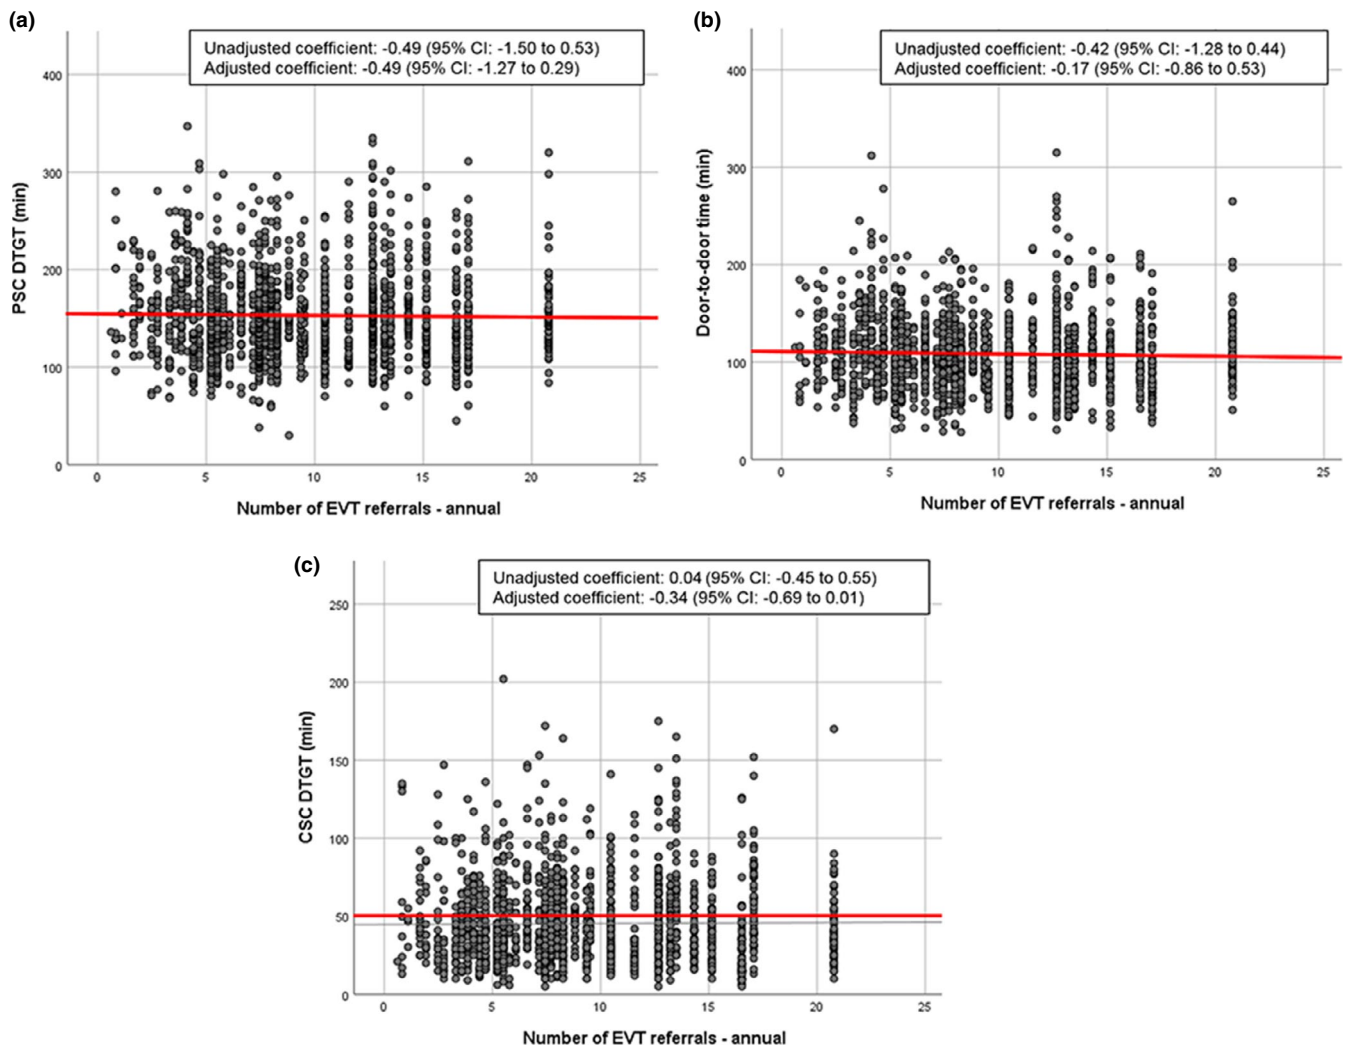 (a)
Unadjusted coefficient: -0.49 (95% CI: -1.50 to 0.53)
Adjusted coefficient: -0.49 (95% CI: -1.27 to 0.29)
PSC DTGT (min)
400
300
200
100
0
0 5 10 15 20 25
Number of EVT referrals - annual
(b)
Unadjusted coefficient: -0.42 (95% CI: -1.28 to 0.44)
Adjusted coefficient: -0.17 (95% CI: -0.86 to 0.53)
Door-to-door time (min)
400
300
200
100
0
0 5 10 15 20 25
Number of EVT referrals - annual
(c)
Unadjusted coefficient: 0.04 (95% CI: -0.45 to 0.55)
Adjusted coefficient: -0.34 (95% CI: -0.69 to 0.01)
CSC DTGT (min)
250
200
150
100
50
0
0 5 10 15 20 25
Number of EVT referrals - annual